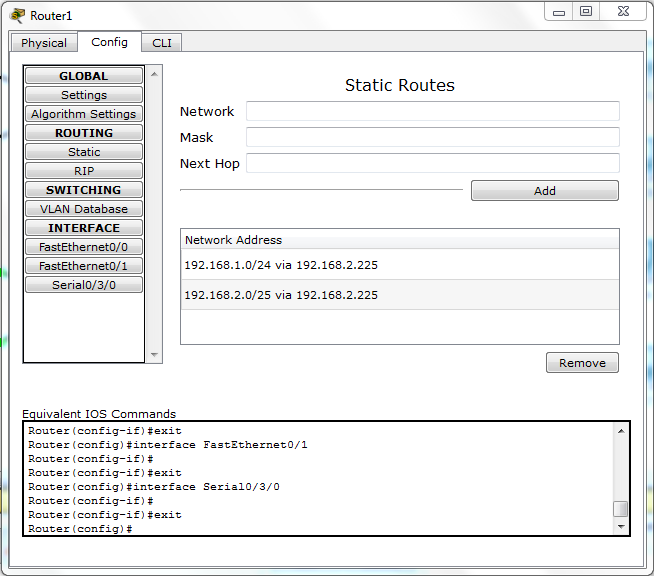 Router1
Physical
Config
CLI
GLOBAL
Settings
Algorithm Settings
ROUTING
Static
RIP
SWITCHING
VLAN Database
INTERFACE
FastEthernet0/0
FastEthernet0/1
Serial0/3/0
Static Routes
Network
Mask
Next Hop
Add
Network Address
192.168.1.0/24 via 192.168.2.225
192.168.2.0/25 via 192.168.2.225
Remove
Equivalent IOS Commands
Router(config-if)#exit
Router(config)#interface FastEthernet0/1
Router(config-if)#
Router(config-if)#exit
Router(config)#interface Serial0/3/0
Router(config-if)#
Router(config-if)#exit
Router(config)#